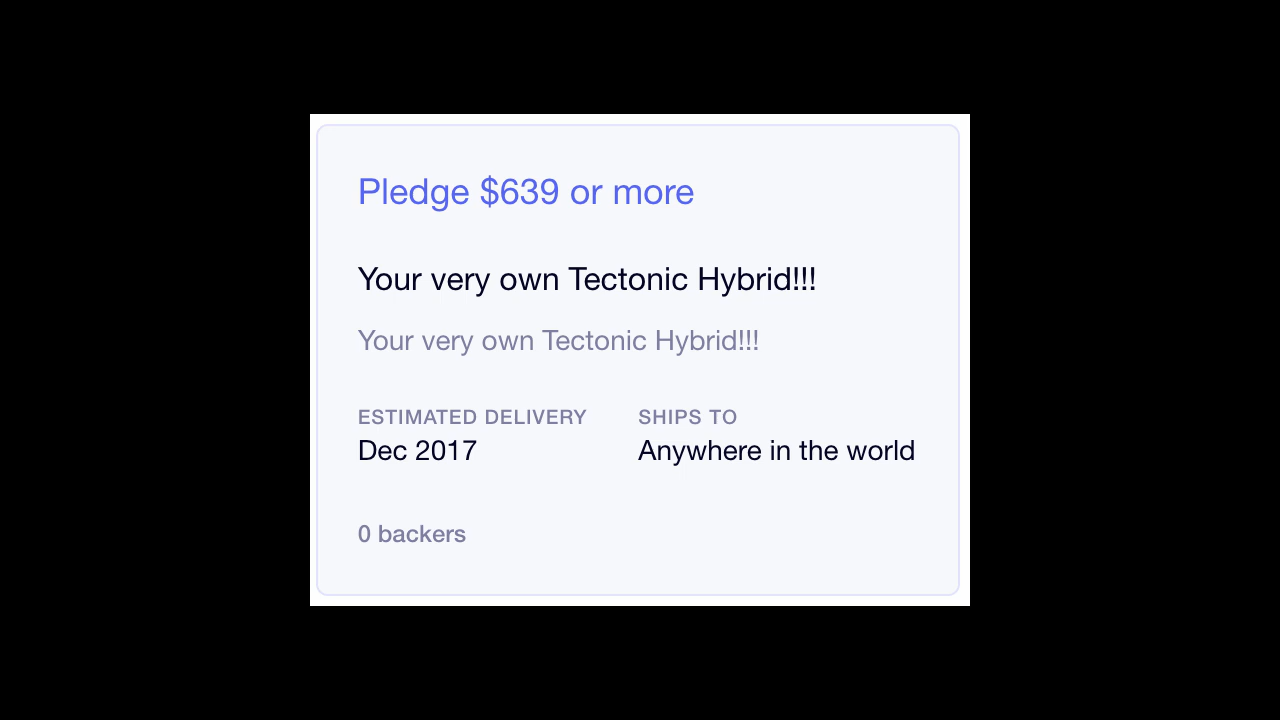 Pledge $639 or more
Your very own Tectonic Hybrid!!!
Your very own Tectonic Hybrid!!!
ESTIMATED DELIVERY SHIPS TO
Dec 2017 Anywhere in the world
0 backers